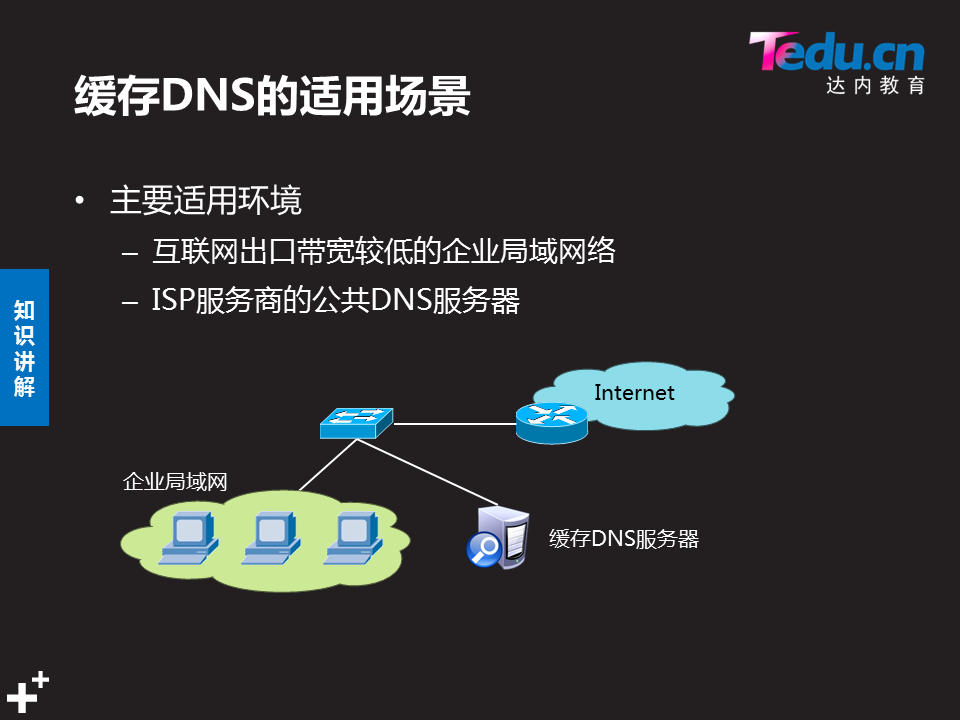 Tedu.cn
达内教育
缓存DNS的适用场景
• 主要适用环境
– 互联网出口带宽较低的企业局域网络
– ISP服务商的公共DNS服务器
知识讲解
Internet
企业局域网
缓存DNS服务器